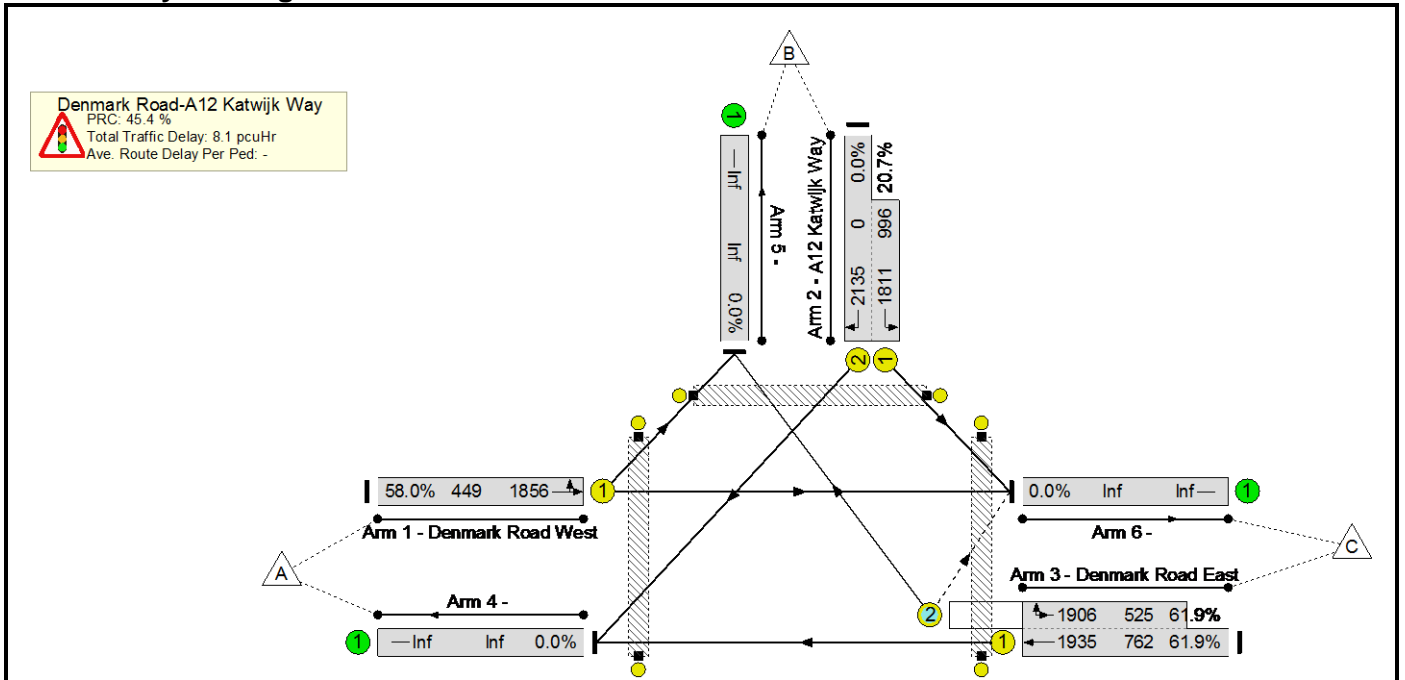 Denmark Road-A12 Katwijk Way
PRC: 45.4 %
Total Traffic Delay: 8.1 pcuHr
Ave. Route Delay Per Ped: -
B
1
Inf
Inf
0.0%
Arm 5 -
Arm 2 - A12 Katwijk Way
0.0%
0
2135
20.7%
996
1811
2
1
58.0% 449 1856
1
Arm 1 - Denmark Road West
A
Arm 4 -
1
Inf Inf 0.0%
0.0% Inf Inf
1
Arm 6 -
C
Arm 3 - Denmark Road East
2
1906 525 61.9%
1
1935 762 61.9%